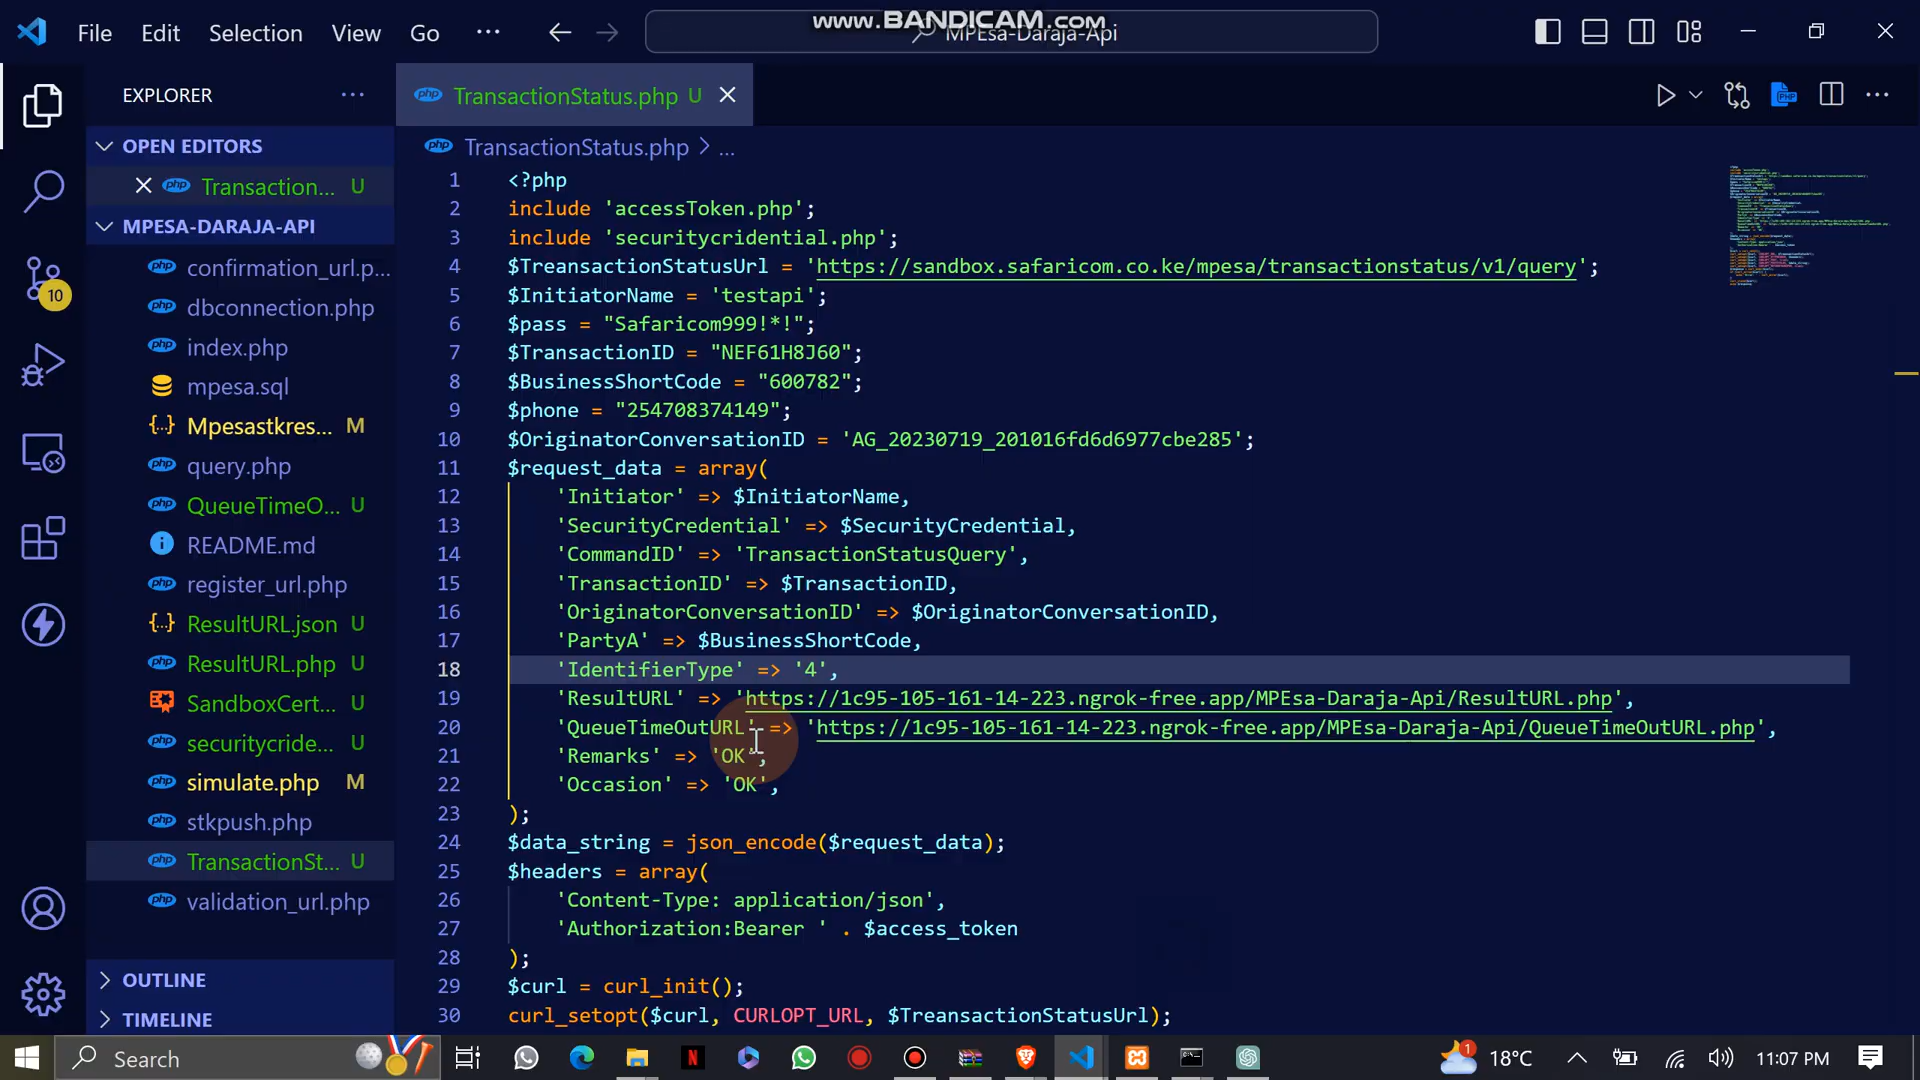 www.BANDICAM.com
File Edit Selection View Go ... MPEsa-Daraja-Api
EXPLORER ...
TransactionStatus.php U
OPEN EDITORS
TransactionStatus.php > ...
Transaction... U
MPESA-DARAJA-API
confirmation_url.p...
dbconnection.php
index.php
mpesa.sql
Mpesastkres... M
query.php
QueueTimeO... U
README.md
register_url.php
ResultURL.json U
ResultURL.php U
SandboxCert... U
securitycride... U
simulate.php M
stkpush.php
TransactionSt... U
validation_url.php
OUTLINE
TIMELINE
10
1 <?php
2 include 'accessToken.php';
3 include 'securitycridential.php';
4 $TreansactionStatusUrl = 'https://sandbox.safaricom.co.ke/mpesa/transactionstatus/v1/query';
5 $InitiatorName = 'testapi';
6 $pass = "Safaricom999!*!";
7 $TransactionID = "NEF61H8J60";
8 $BusinessShortCode = "600782";
9 $phone = "254708374149";
10 $OriginatorConversationID = 'AG_20230719_201016fd6d6977cbe285';
11 $request_data = array(
12 'Initiator' => $InitiatorName,
13 'SecurityCredential' => $SecurityCredential,
14 'CommandID' => 'TransactionStatusQuery',
15 'TransactionID' => $TransactionID,
16 'OriginatorConversationID' => $OriginatorConversationID,
17 'PartyA' => $BusinessShortCode,
18 'IdentifierType' => '4',
19 'ResultURL' => 'https://1c95-105-161-14-223.ngrok-free.app/MPEsa-Daraja-Api/ResultURL.php',
20 'QueueTimeOutURL' => 'https://1c95-105-161-14-223.ngrok-free.app/MPEsa-Daraja-Api/QueueTimeOutURL.php',
21 'Remarks' => 'OK',
22 'Occasion' => 'OK',
23 );
24 $data_string = json_encode($request_data);
25 $headers = array(
26 'Content-Type: application/json',
27 'Authorization:Bearer ' . $access_token
28 );
29 $curl = curl_init();
30 curl_setopt($curl, CURLOPT_URL, $TreansactionStatusUrl);
Search
1 18°C 11:07 PM